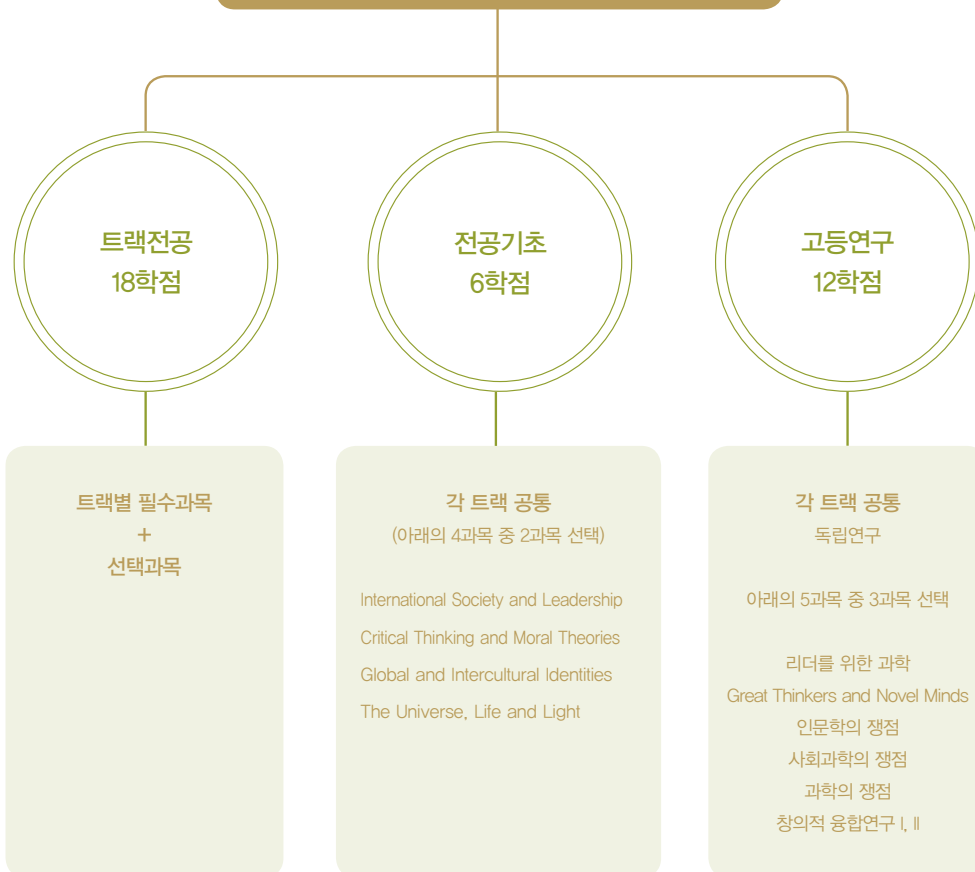 트랙전공
18학점
트랙별 필수과목
+
선택과목
전공기초
6학점
각 트랙 공통
(아래의 4과목 중 2과목 선택)
International Society and Leadership
Critical Thinking and Moral Theories
Global and Intercultural Identities
The Universe, Life and Light
고등연구
12학점
각 트랙 공통
독립연구
아래의 5과목 중 3과목 선택
리더를 위한 과학
Great Thinkers and Novel Minds
인문학의 쟁점
사회과학의 쟁점
과학의 쟁점
창의적 융합연구 I, II